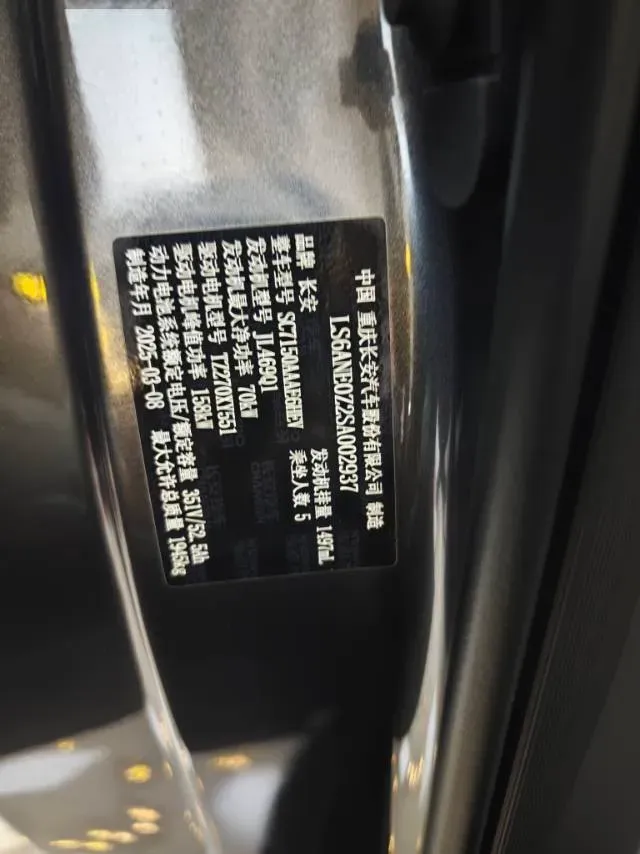 中国 重庆长安汽车股份有限公司 制造
LS6ANE0Z2SA002937
品牌 长安
整车型号 SC7150AAAE6HEV 发动机排量 1497mL
发动机型号 JL469Q1 乘坐人数 5
发动机最大净功率 70kW
驱动电机型号 TZ270XY551
驱动电机峰值功率 158kW
动力电池系统额定电压/额定容量 351V/52.5Ah
制造年月 2025-03-08 最大允许总质量 1945kg